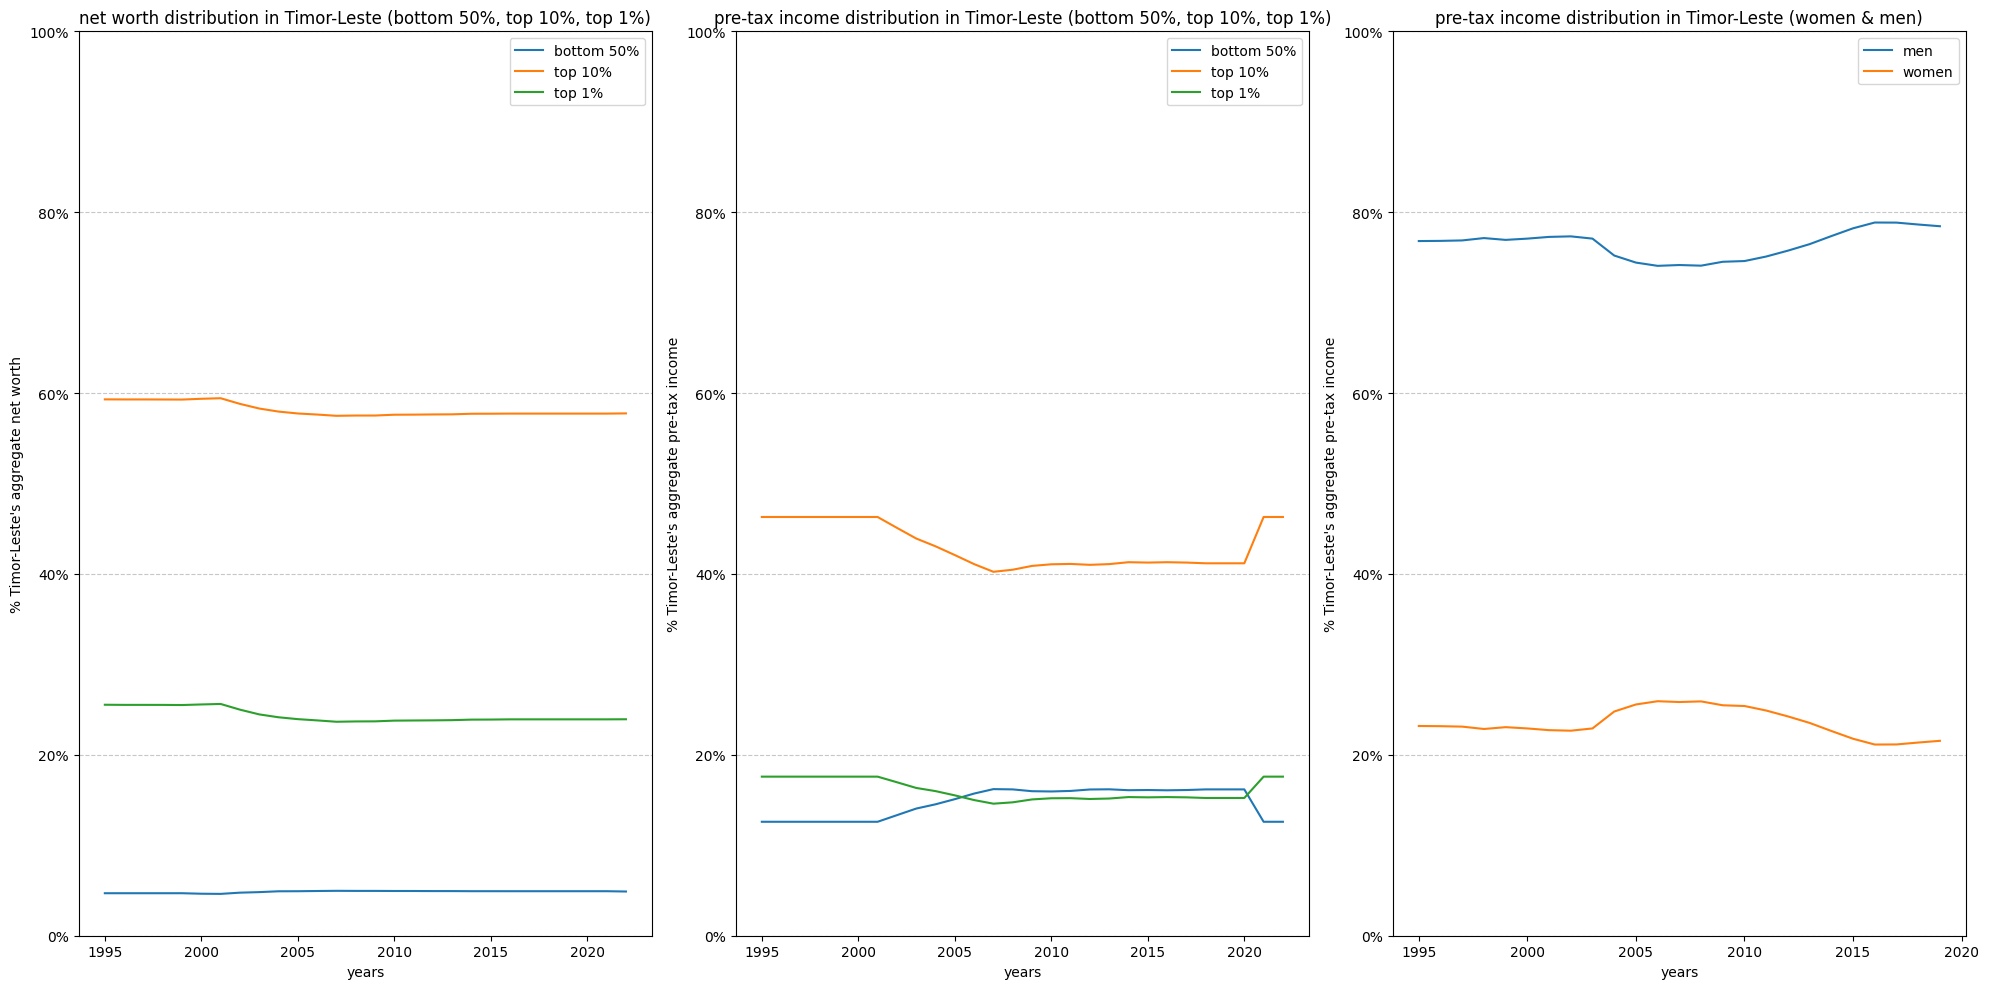 net worth distribution in Timor-Leste (bottom 50%, top 10%, top 1%)
100%
80%
60%
40%
20%
0%
% Timor-Leste's aggregate net worth
bottom 50%
top 10%
top 1%
1995 2000 2005 2010 2015 2020
years
pre-tax income distribution in Timor-Leste (bottom 50%, top 10%, top 1%)
100%
80%
60%
40%
20%
0%
% Timor-Leste's aggregate pre-tax income
bottom 50%
top 10%
top 1%
1995 2000 2005 2010 2015 2020
years
pre-tax income distribution in Timor-Leste (women & men)
100%
80%
60%
40%
20%
0%
% Timor-Leste's aggregate pre-tax income
men
women
1995 2000 2005 2010 2015 2020
years